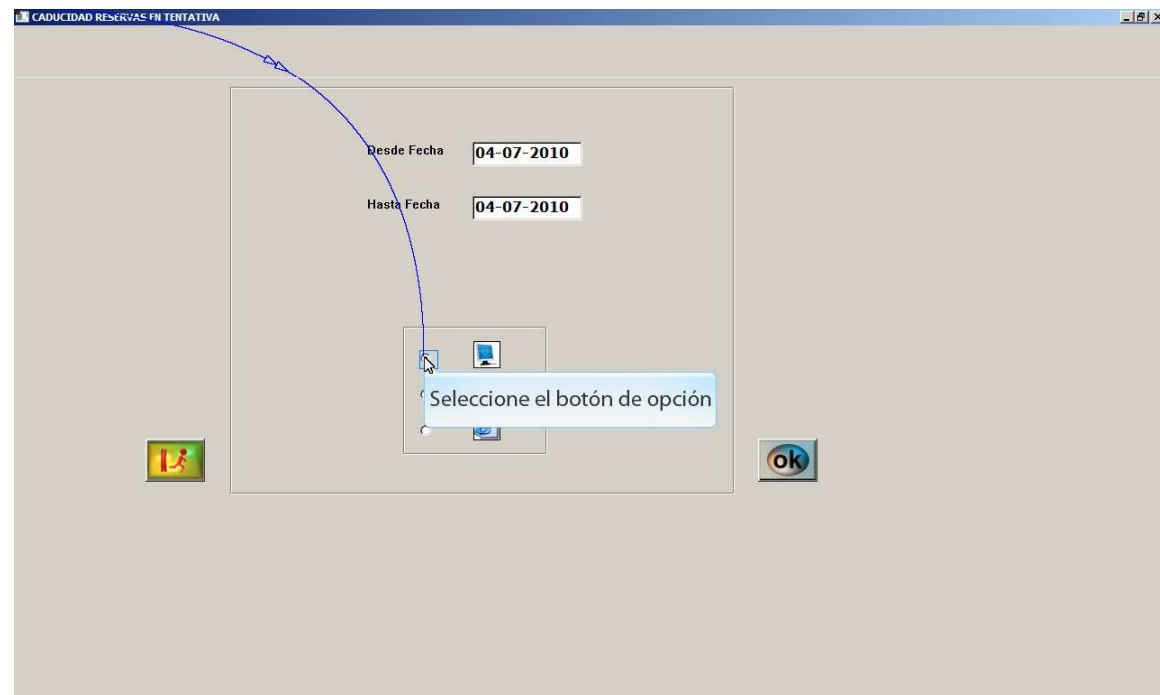 CADUCIDAD RESERVAS EN TENTATIVA
Desde Fecha 04-07-2010
Hasta Fecha 04-07-2010
Seleccione el botón de opción
ok